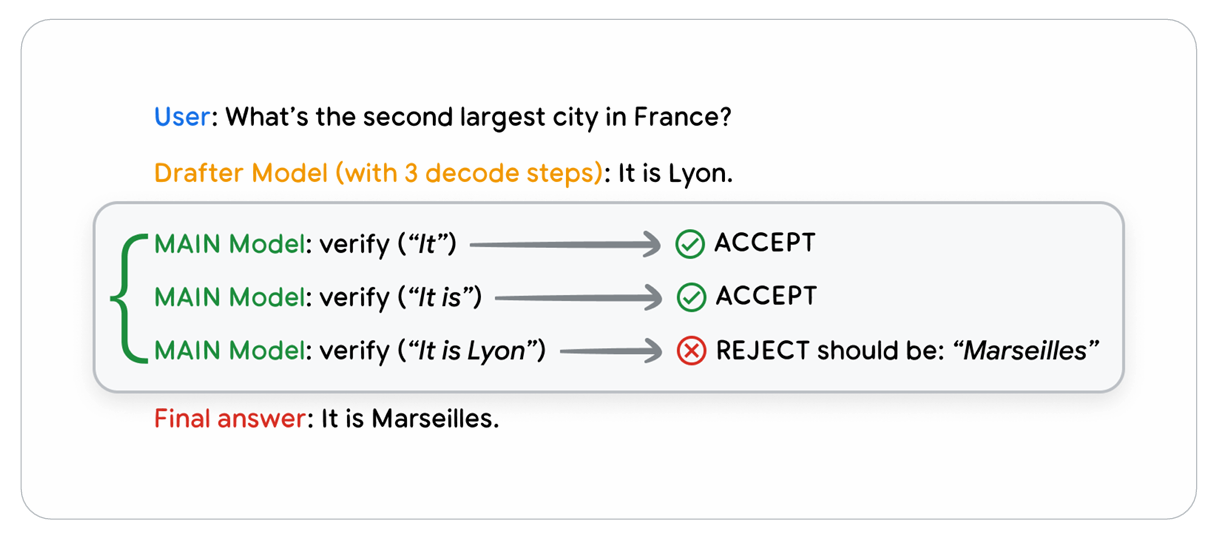 User: What's the second largest city in France?
Drafter Model (with 3 decode steps): It is Lyon.
MAIN Model: verify (“It”) ACCEPT
MAIN Model: verify (“It is”) ACCEPT
MAIN Model: verify (“It is Lyon”) REJECT should be: “Marseilles”
Final answer: It is Marseilles.